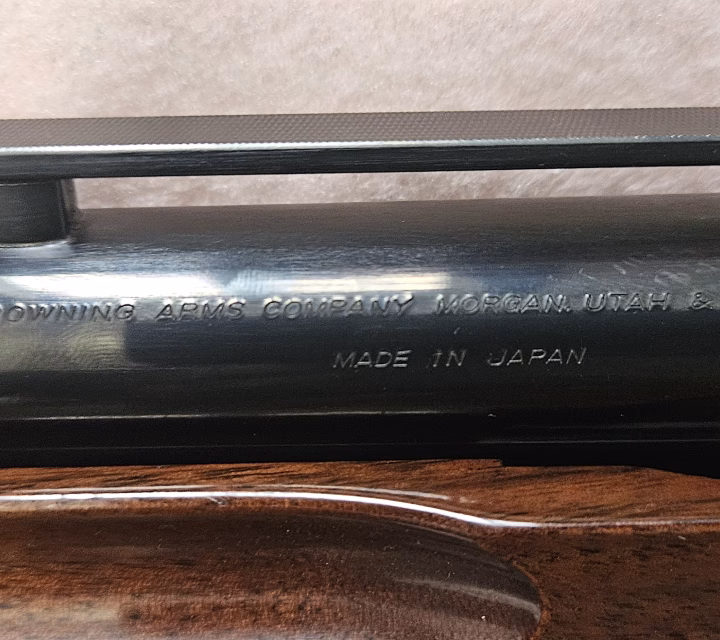 OWNING ARMS COMPANY MORGAN, UTAH &
MADE IN JAPAN